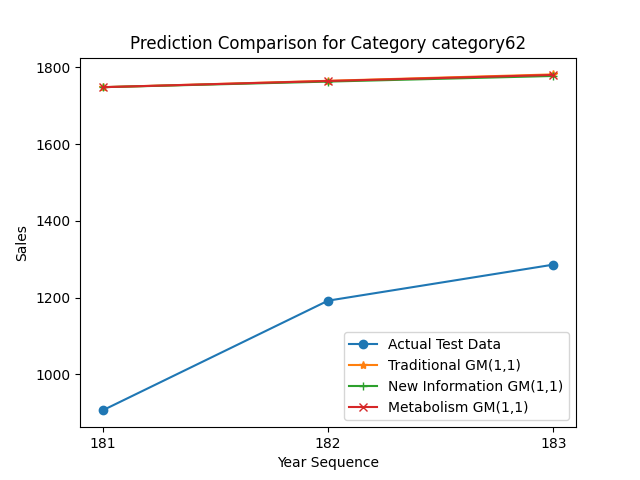 Prediction Comparison for Category category62
1800
1600
1400
1200
1000
Sales
181
182
183
Year Sequence
Actual Test Data
Traditional GM(1,1)
New Information GM(1,1)
Metabolism GM(1,1)